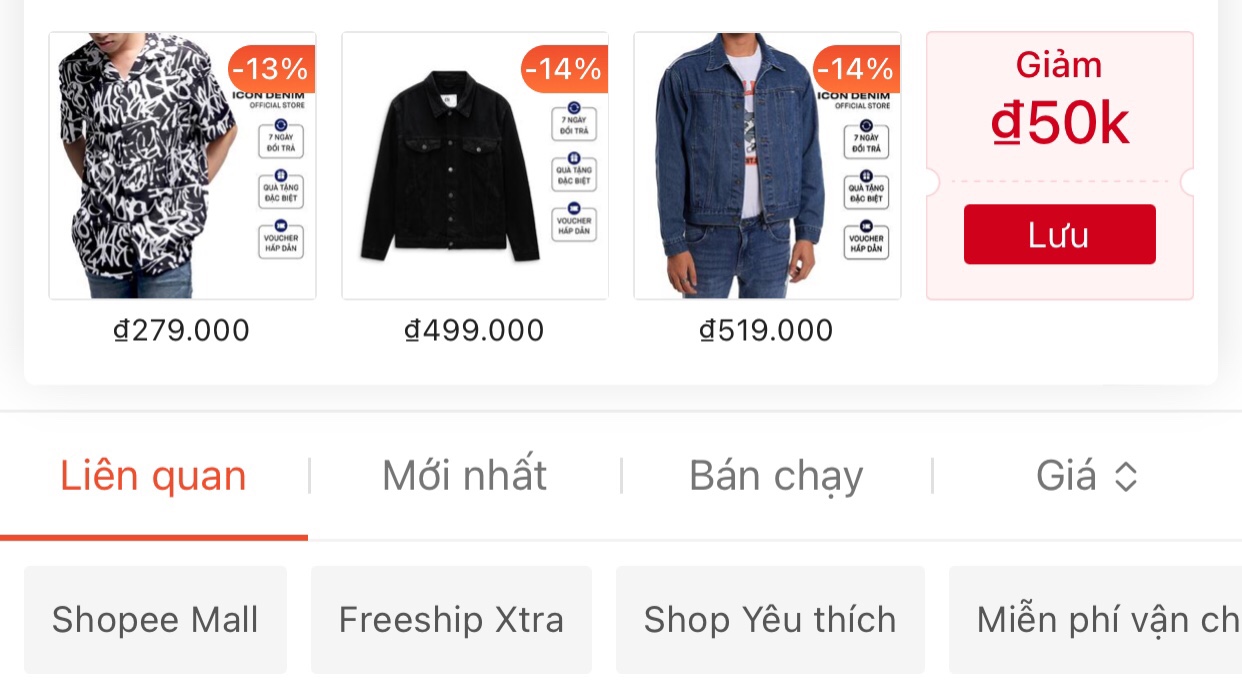 -13%
ICON DENIM
OFFICIAL STORE
7 NGÀY
ĐỔI TRẢ
QUÀ TẶNG
ĐẶC BIỆT
VOUCHER
HẤP DẪN
₫279.000
-14%
7 NGÀY
ĐỔI TRẢ
QUÀ TẶNG
ĐẶC BIỆT
VOUCHER
HẤP DẪN
₫499.000
-14%
ICON DENIM
OFFICIAL STORE
7 NGÀY
ĐỔI TRẢ
QUÀ TẶNG
ĐẶC BIỆT
VOUCHER
HẤP DẪN
₫519.000
Giảm
₫50k
Lưu
Liên quan
Mới nhất
Bán chạy
Giá
Shopee Mall
Freeship Xtra
Shop Yêu thích
Miễn phí vận ch